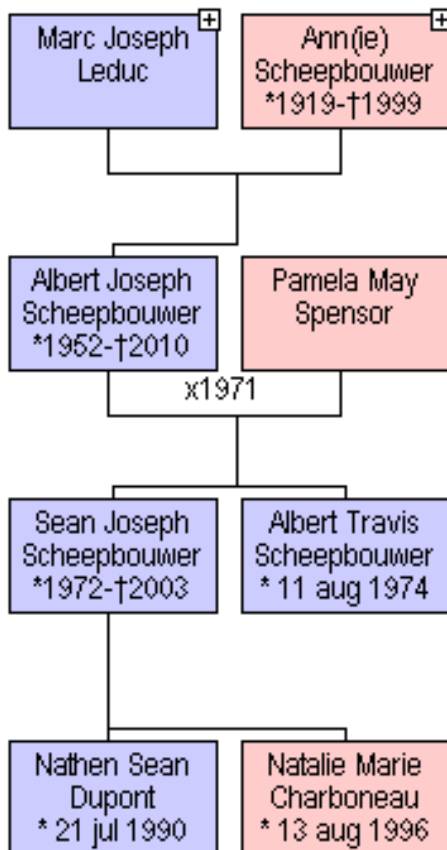 Marc Joseph
Leduc
Ann(ie)
Scheepbouwer
*1919-†1999
Albert Joseph
Scheepbouwer
*1952-†2010
Pamela May
Spensor
x1971
Sean Joseph
Scheepbouwer
*1972-†2003
Albert Travis
Scheepbouwer
* 11 aug 1974
Nathen Sean
Dupont
* 21 jul 1990
Natalie Marie
Charboneau
* 13 aug 1996